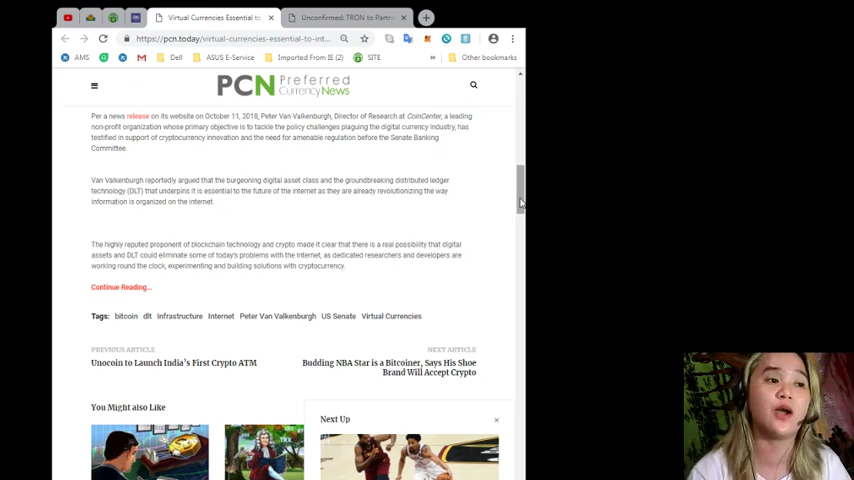 Virtual Currencies Essential to
Unconfirmed: TRON to Partn
https://pcn.today/virtual-currencies-essential-to-int...
AMS
Dell
ASUS E-Service
Imported From IE (2)
SITE
Other bookmarks
PCN Preferred
Currency News
Per a news release on its website on October 11, 2018, Peter Van Valkenburgh, Director of Research at CoinCenter, a leading
non-profit organization whose primary objective is to tackle the policy challenges plaguing the digital currency industry, has
testified in support of cryptocurrency innovation and the need for amenable regulation before the Senate Banking
Committee.
Van Valkenburgh reportedly argued that the burgeoning digital asset class and the groundbreaking distributed ledger
technology (DLT) that underpins it is essential to the future of the internet as they are already revolutionizing the way
information is organized on the internet.
The highly reputed proponent of blockchain technology and crypto made it clear that there is a real possibility that digital
assets and DLT could eliminate some of today's problems with the Internet, as dedicated researchers and developers are
working round the clock, experimenting and building solutions with cryptocurrency.
Continue Reading...
Tags: bitcoin dlt Infrastructure Internet Peter Van Valkenburgh US Senate Virtual Currencies
PREVIOUS ARTICLE
Unocoin to Launch India's First Crypto ATM
NEXT ARTICLE
Budding NBA Star is a Bitcoiner, Says His Shoe
Brand Will Accept Crypto
You Might also Like
Next Up
TRX